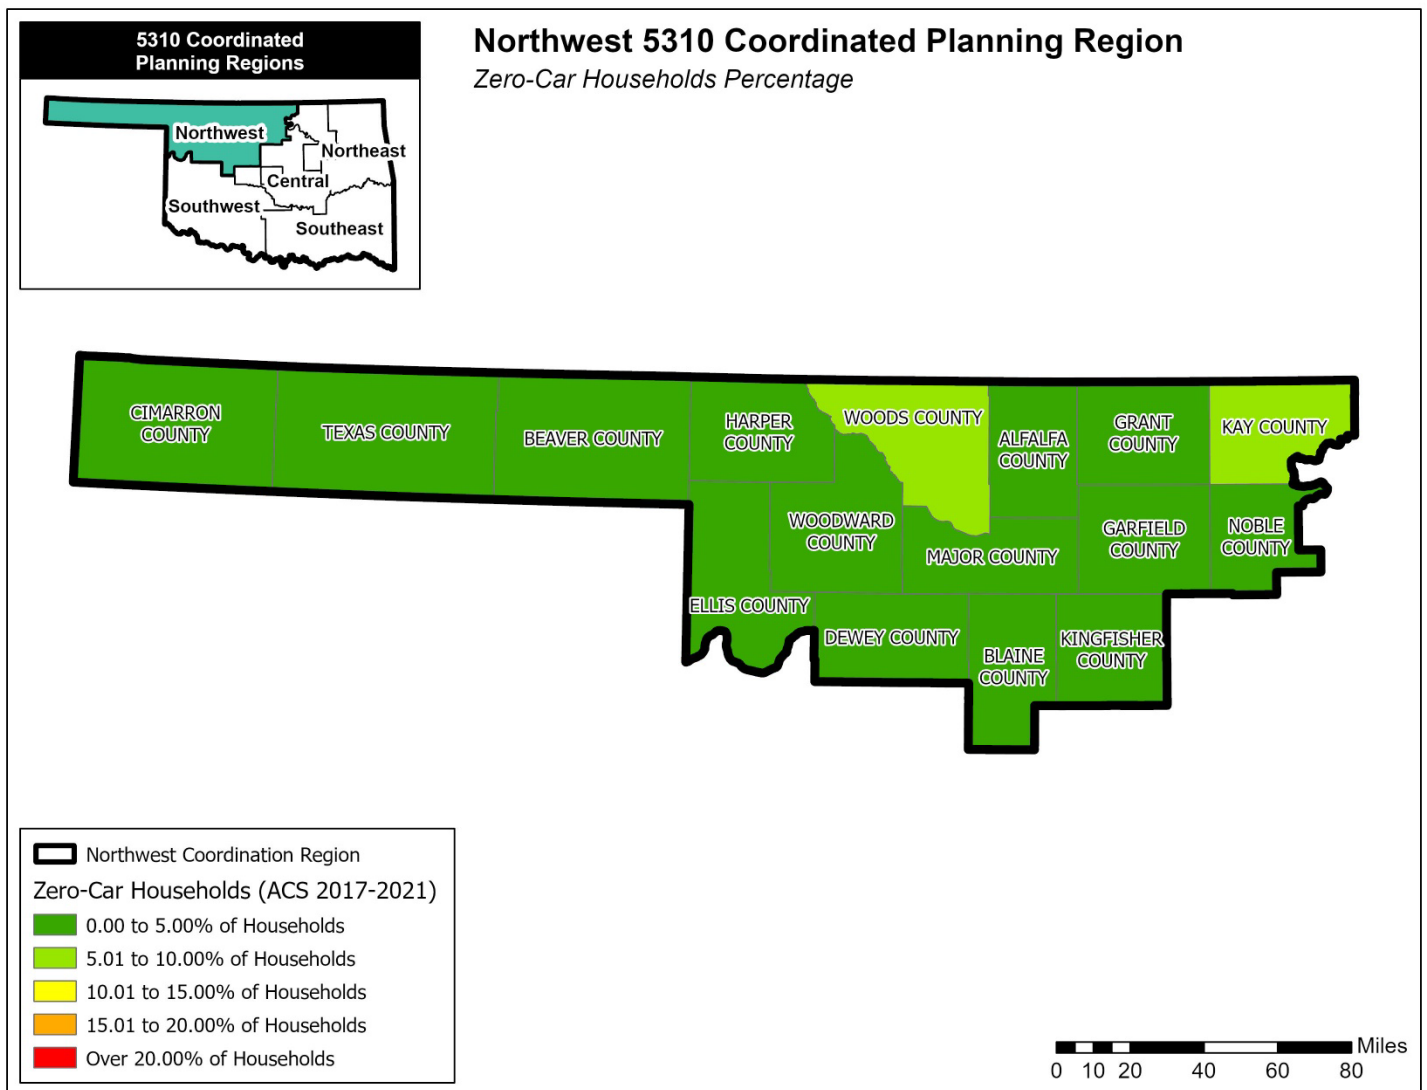 5310 Coordinated
Planning Regions
Northwest
Northeast
Central
Southwest
Southeast
Northwest 5310 Coordinated Planning Region
Zero-Car Households Percentage
CIMARRON
COUNTY
TEXAS COUNTY
BEAVER COUNTY
HARPER
COUNTY
WOODS COUNTY
ALFALFA
COUNTY
GRANT
COUNTY
KAY COUNTY
WOODWARD
COUNTY
MAJOR COUNTY
GARFIELD
COUNTY
NOBLE
COUNTY
ELLIS COUNTY
DEWEY COUNTY
BLAINE
COUNTY
KINGFISHER
COUNTY
Northwest Coordination Region
Zero-Car Households (ACS 2017-2021)
0.00 to 5.00% of Households
5.01 to 10.00% of Households
10.01 to 15.00% of Households
15.01 to 20.00% of Households
Over 20.00% of Households
Miles
0 10 20 40 60 80